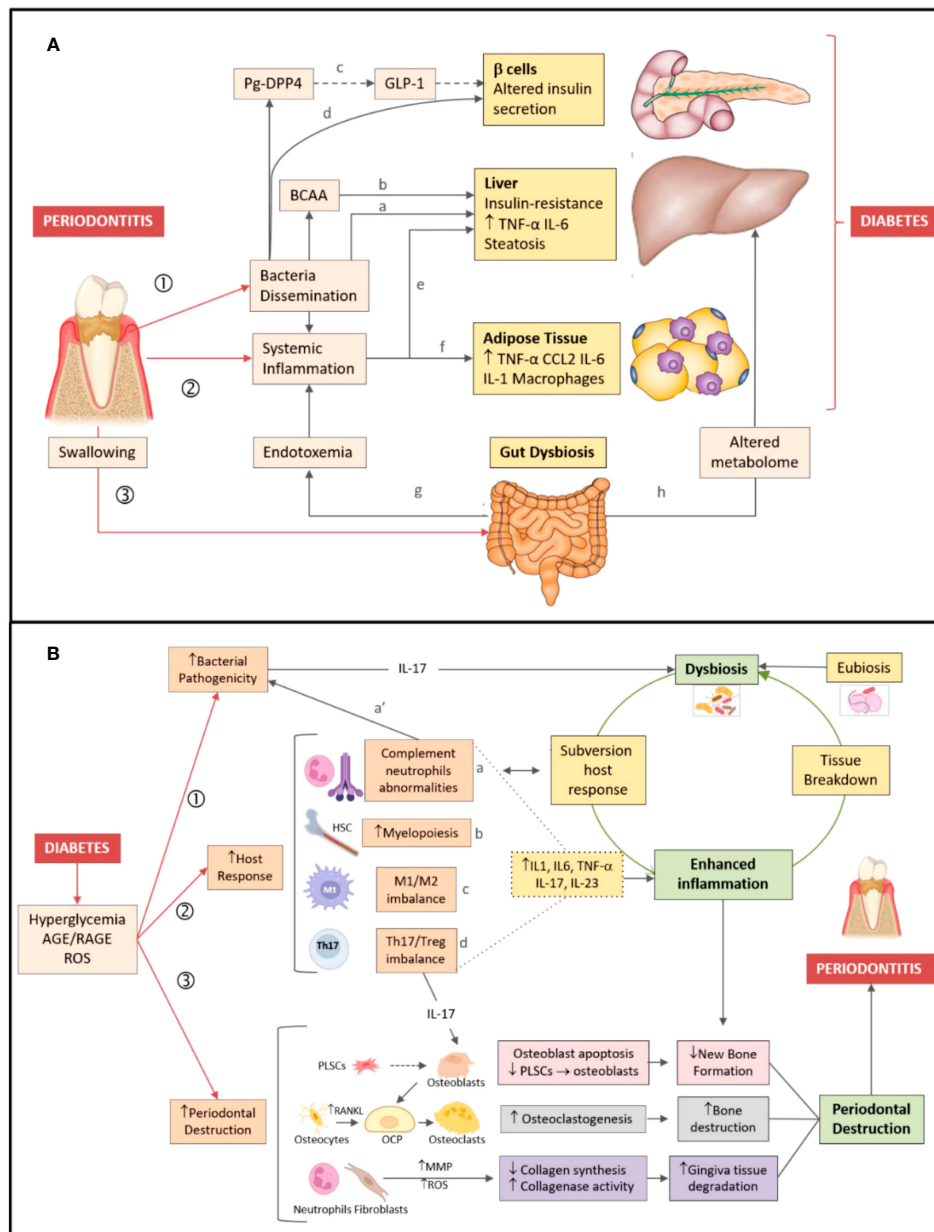 A
Pg-DPP4
c
GLP-1
β cells
Altered insulin
secretion
d
BCAA
b
a
Liver
Insulin-resistance
↑ TNF-α IL-6
Steatosis
PERIODONTITIS
DIABETES
①
Bacteria
Dissemination
e
②
Systemic
Inflammation
f
Adipose Tissue
↑ TNF-α CCL2 IL-6
IL-1 Macrophages
Swallowing
Endotoxemia
Gut Dysbiosis
Altered
metabolome
③
g
h
B
↑Bacterial
Pathogenicity
IL-17
Dysbiosis
Eubiosis
a’
Complement
neutrophils
abnormalities
a
Subversion
host
response
Tissue
Breakdown
①
HSC
↑Myelopoiesis
b
DIABETES
↑Host
Response
②
↑IL1, IL6, TNF-α
IL-17, IL-23
Enhanced
inflammation
M1
M1/M2
imbalance
c
Hyperglycemia
AGE/RAGE
ROS
Th17
Th17/Treg
imbalance
d
③
PERIODONTITIS
IL-17
PLSCs
Osteoblasts
Osteoblast apoptosis
↓ PLSCs → osteoblasts
↓New Bone
Formation
↑Periodontal
Destruction
↑RANKL
Osteocytes
OCP
Osteoclasts
↑ Osteoclastogenesis
↑Bone
destruction
Periodontal
Destruction
↑MMP
↑ROS
Neutrophils Fibroblasts
↓ Collagen synthesis
↑ Collagenase activity
↑Gingiva tissue
degradation